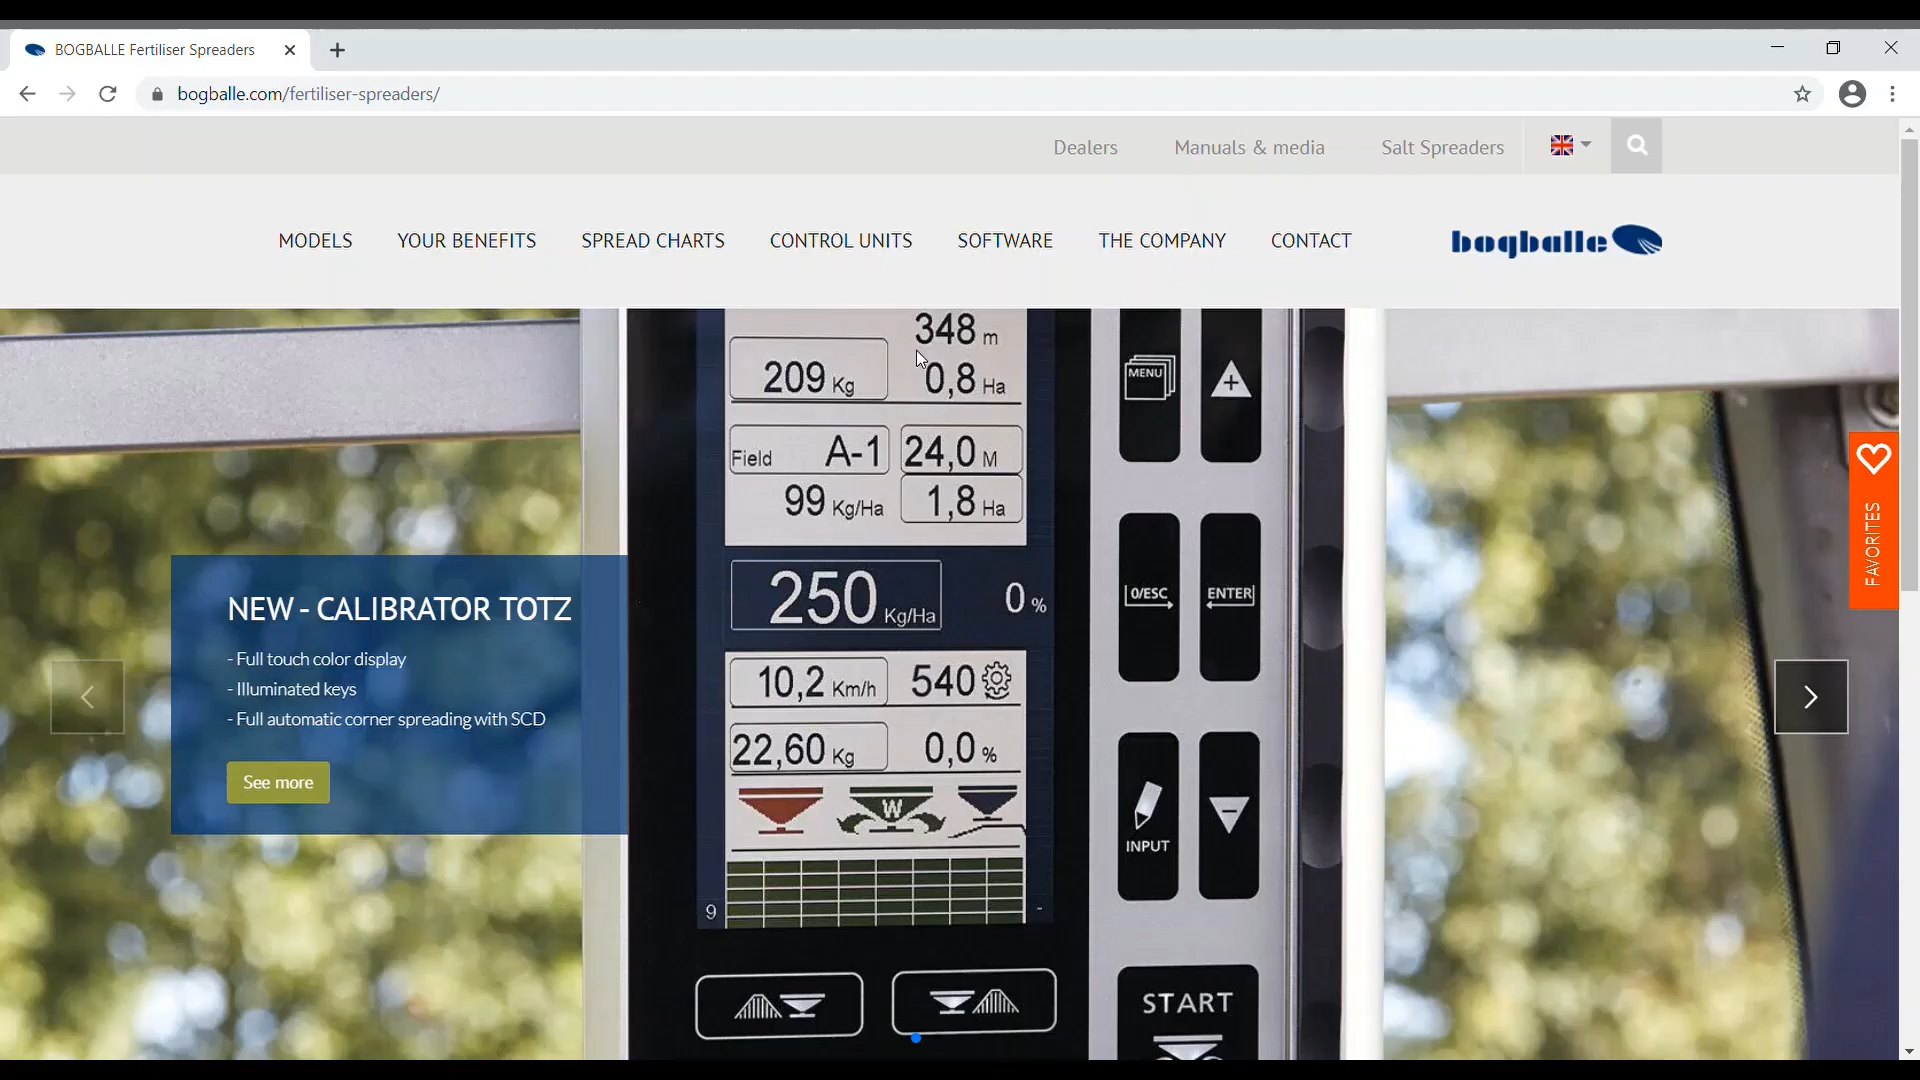 BOGBALLE Fertiliser Spreaders
bogballe.com/fertiliser-spreaders/
Dealers Manuals & media Salt Spreaders
MODELS YOUR BENEFITS SPREAD CHARTS CONTROL UNITS SOFTWARE THE COMPANY CONTACT
bogballe
348 m
209 Kg 0,8 Ha
Field A-1 24,0 M
99 Kg/Ha 1,8 Ha
250 Kg/Ha 0 %
10,2 Km/h 540
22,60 Kg 0,0 %
W
9 -
MENU
+
0/ESC ENTER
INPUT
START
NEW - CALIBRATOR TOTZ
- Full touch color display
- Illuminated keys
- Full automatic corner spreading with SCD
See more
FAVORITES